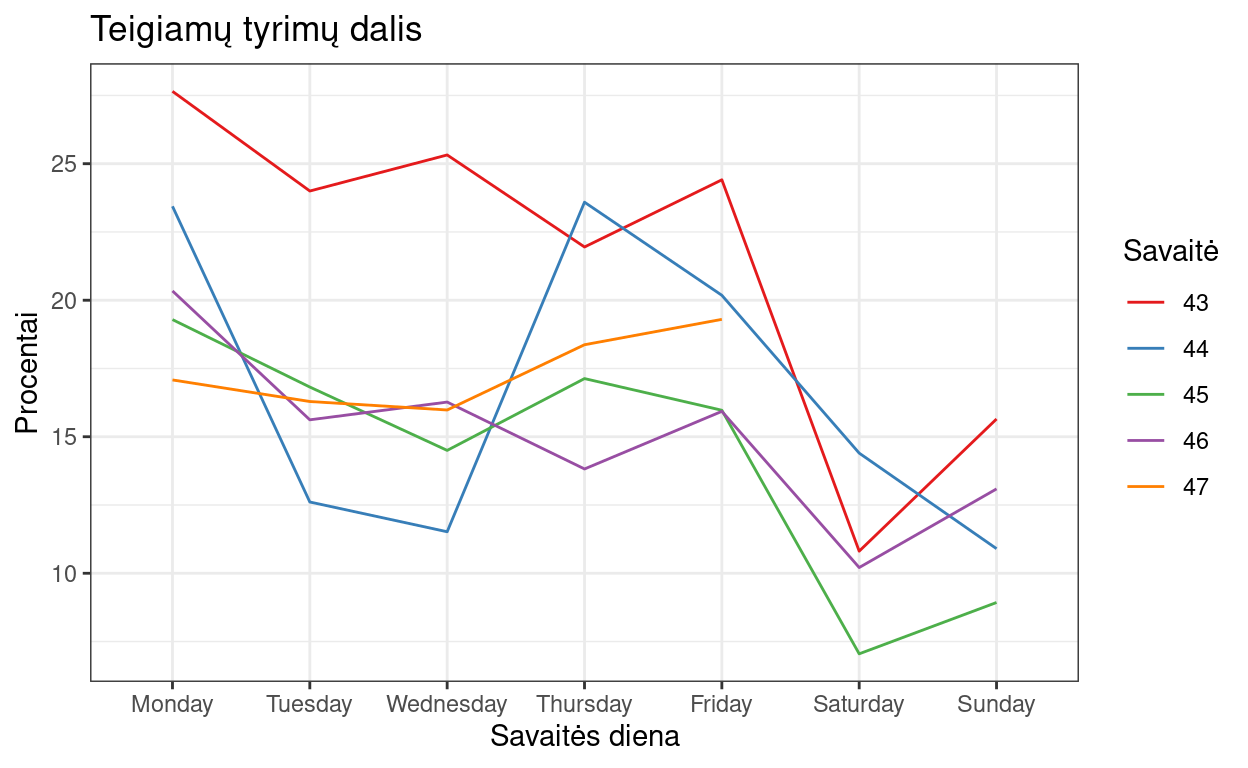 Teigiamų tyrimų dalis
Procentai
25
20
15
10
Monday Tuesday Wednesday Thursday Friday Saturday Sunday
Savaitės diena
Savaitė
43
44
45
46
47